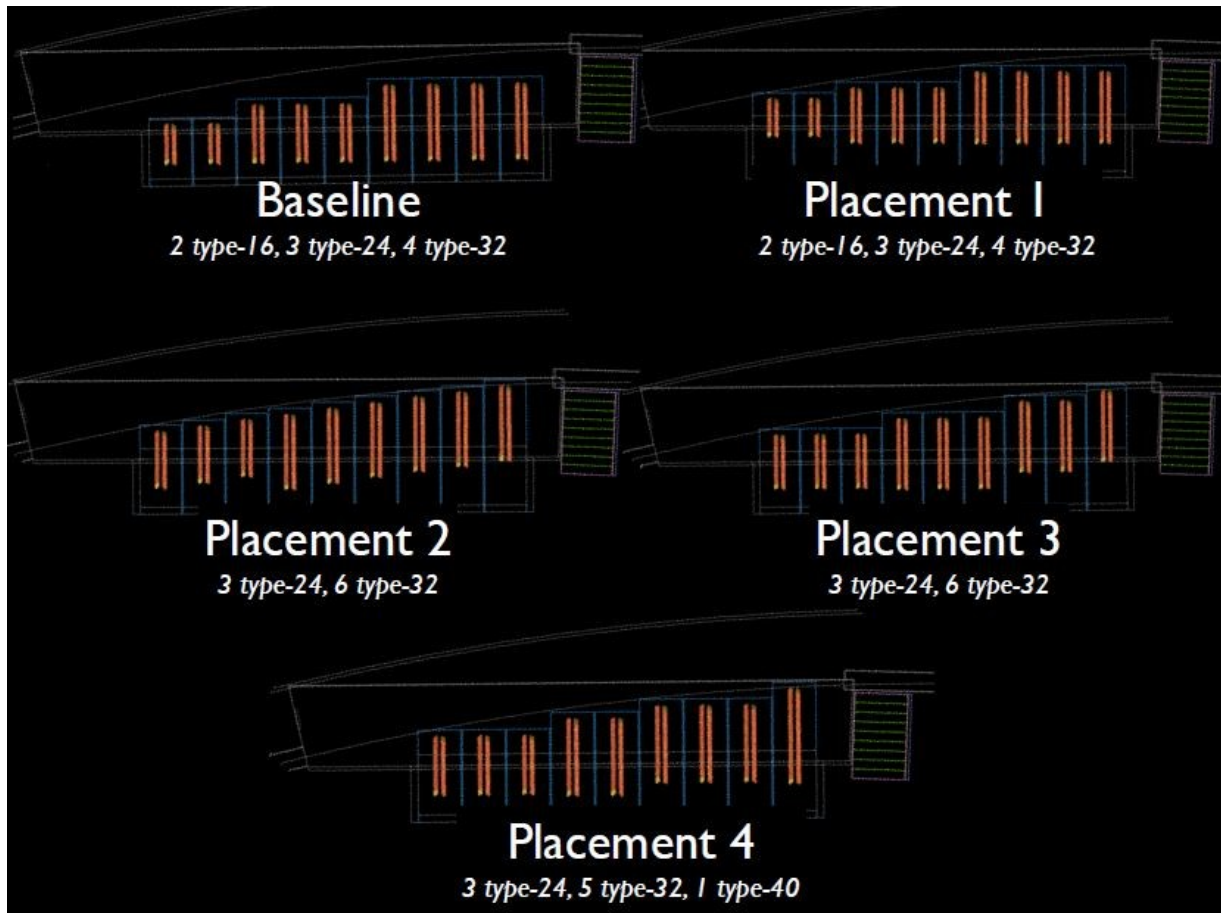 Baseline
2 type-16, 3 type-24, 4 type-32
Placement 1
2 type-16, 3 type-24, 4 type-32
Placement 2
3 type-24, 6 type-32
Placement 3
3 type-24, 6 type-32
Placement 4
3 type-24, 5 type-32, 1 type-40